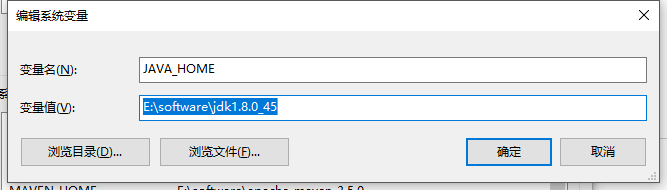 编辑系统变量
变量名(N):
JAVA_HOME
变量值(V):
E:\software\jdk1.8.0_45
浏览目录(D)...
浏览文件(F)...
确定
取消